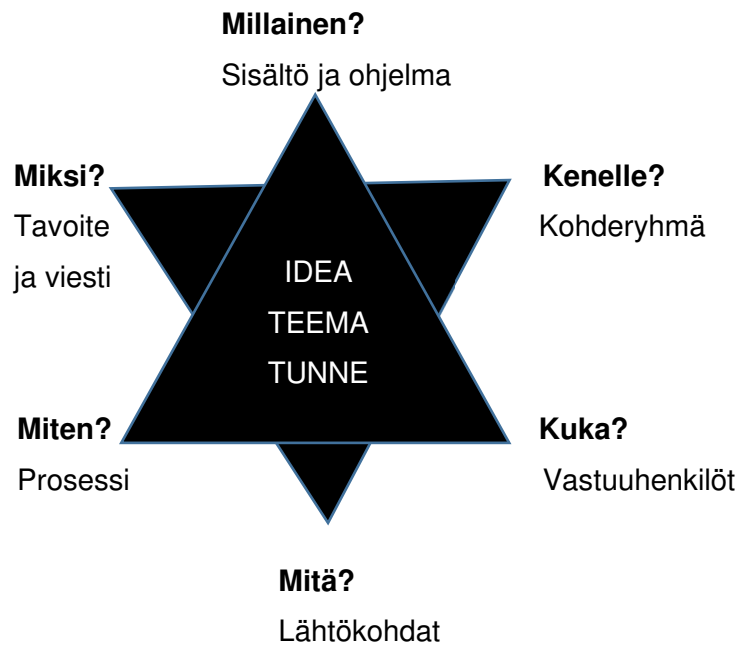 Millainen?
Sisältö ja ohjelma
Miksi?
Tavoite
ja viesti
Kenelle?
Kohderyhmä
IDEA
TEEMA
TUNNE
Miten?
Prosessi
Kuka?
Vastuuhenkilöt
Mitä?
Lähtökohdat